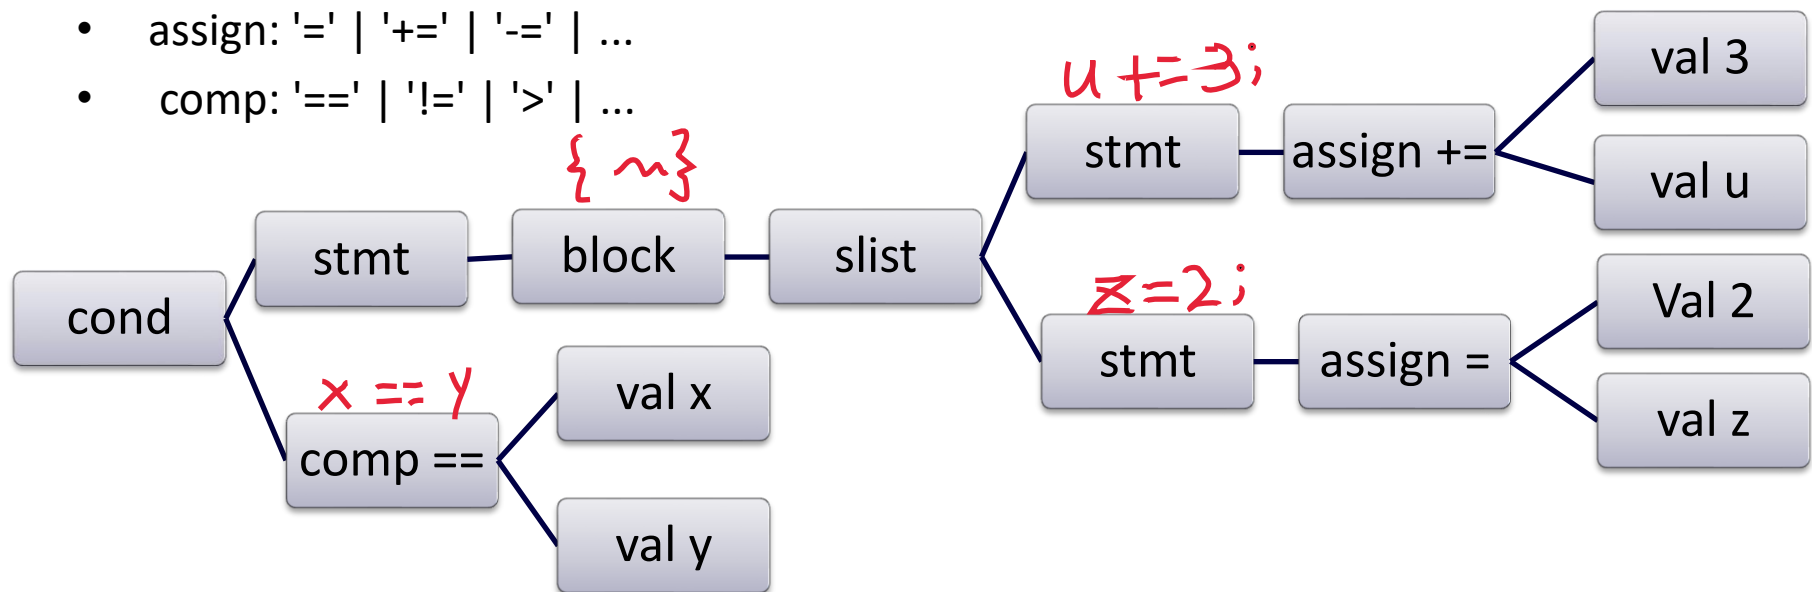 • assign: '=' | '+=' | '-=' | ...
• comp: '==' | '!=' | '>' | ...
u += 3;
val 3
stmt
assign +=
val u
{ ~ }
stmt
block
slist
cond
z=2;
Val 2
stmt
assign =
val z
x == y
val x
comp ==
val y